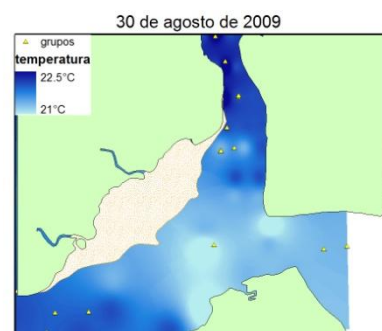 30 de agosto de 2009
grupos
temperatura
22.5°C
21°C